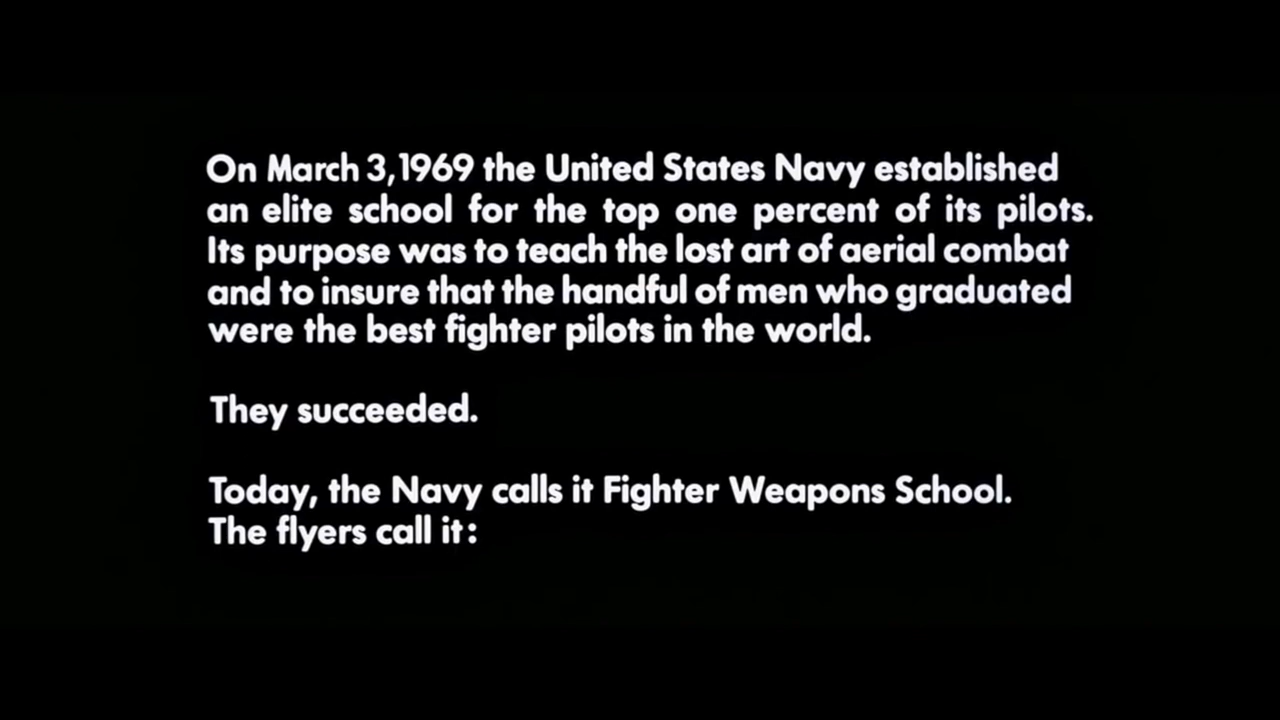 On March 3,1969 the United States Navy established
an elite school for the top one percent of its pilots.
Its purpose was to teach the lost art of aerial combat
and to insure that the handful of men who graduated
were the best fighter pilots in the world.
They succeeded.
Today, the Navy calls it Fighter Weapons School.
The flyers call it: